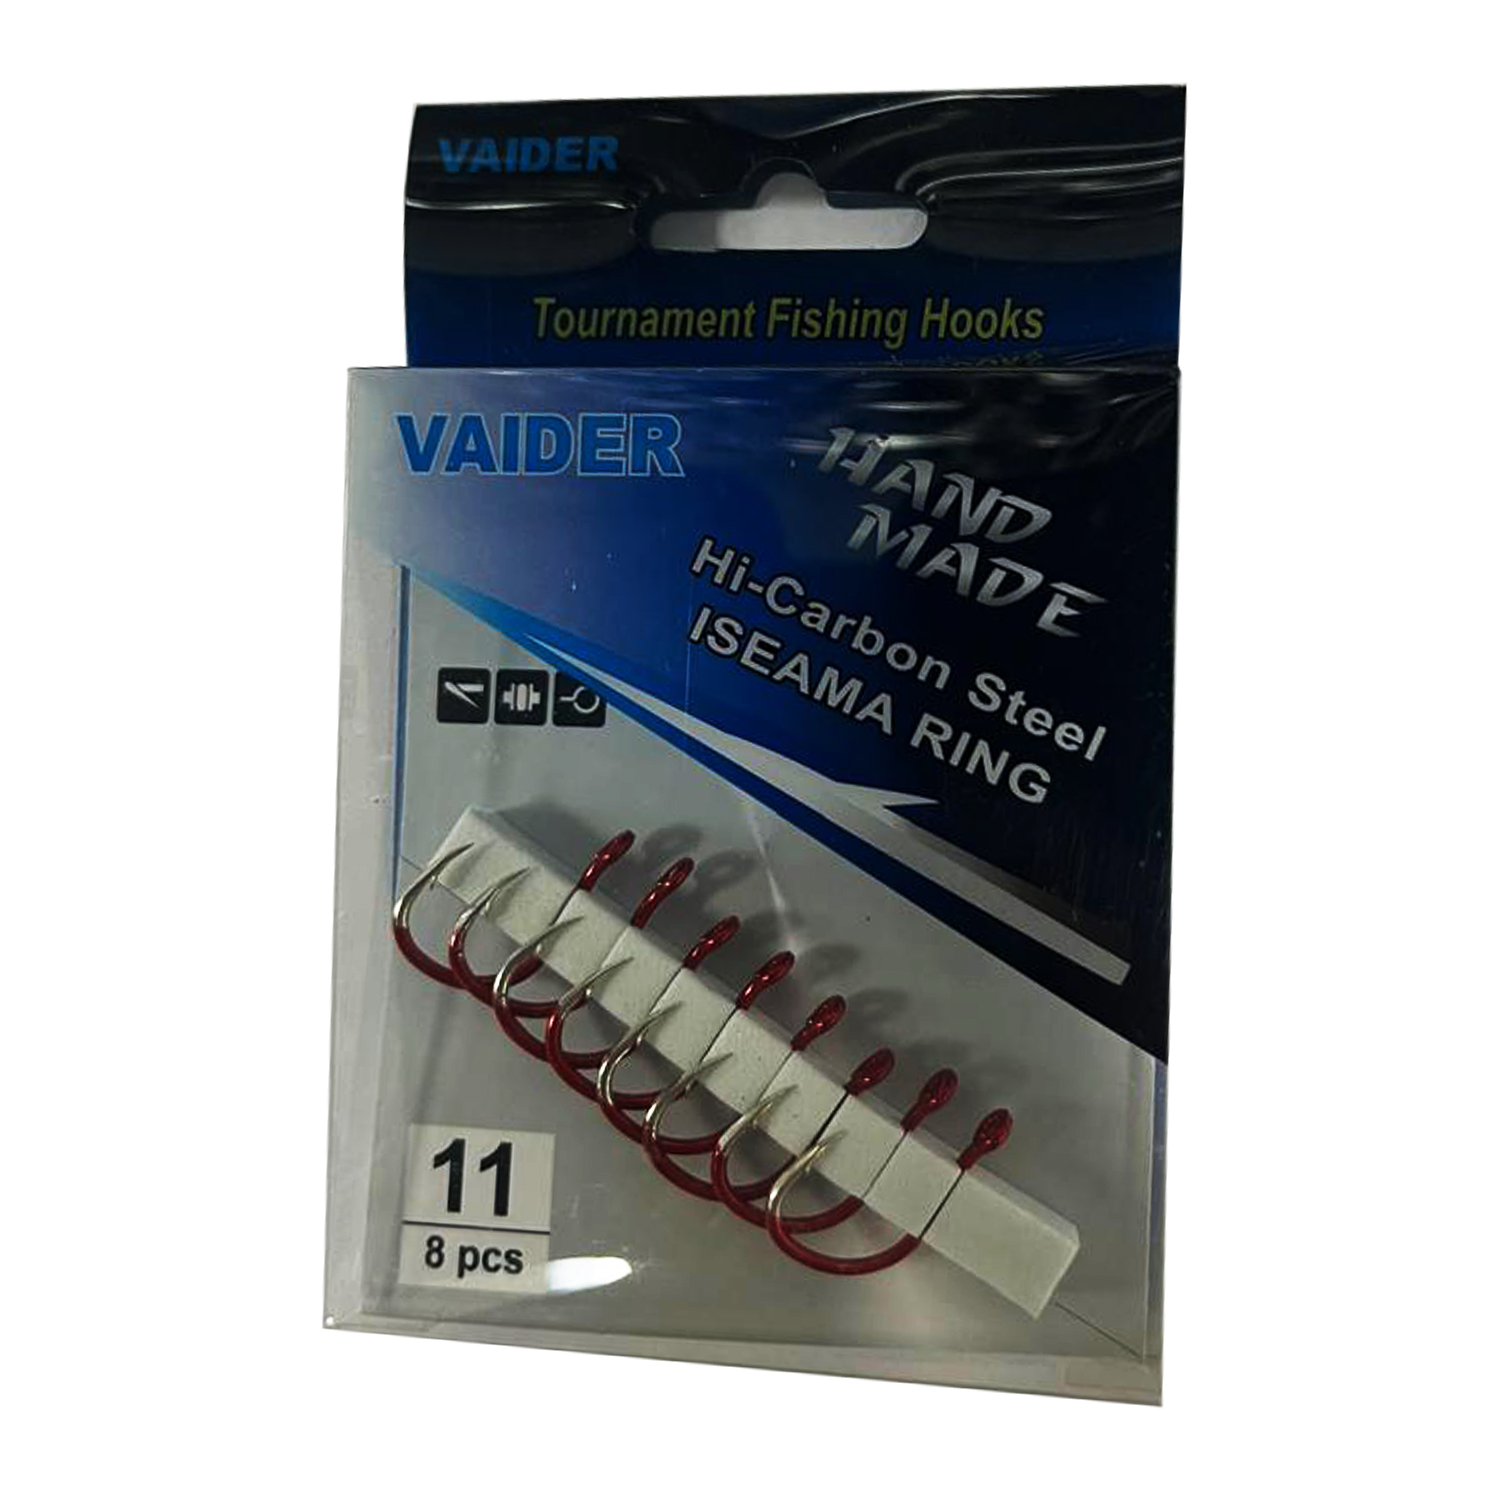 VAIDER
Tournament Fishing Hooks
VAIDER
HAND
MADE
Hi-Carbon Steel
ISEAMA RING
11
8 pcs